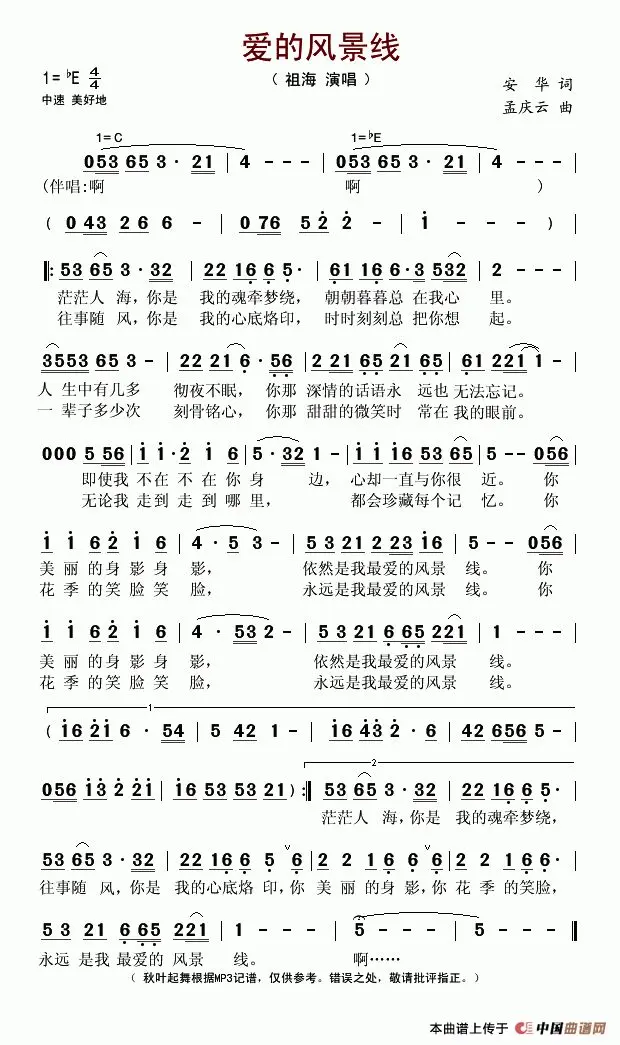 爱的风景线
（ 祖海 演唱 ）
1= ♭E 4/4
中速 美好地
安 华 词
孟庆云 曲
1=C 1=♭E
053 65 3 · 21 | 4 - - - | 053 65 3 · 21 | 4 - - - |
(伴唱:啊 啊 )
( 0 43 2 6 6 - | 0 76 5 2 2 - | 1 - - - ) |
53 65 3 · 32 | 22 16 6 5 · | 61 16 6·3 532 | 2 - - - |
茫茫人 海，你是 我的魂牵梦绕， 朝朝暮暮总 在我心 里。
往事随 风，你是 我的心底烙印， 时时刻刻总 把你想 起。
3553 65 3 - | 22 21 6 · 56 | 2 21 65 21 65 | 61 221 1 - |
人 生中有几多 彻夜不眠， 你那 深情的话语永 远也 无法忘记。
一 辈子多少次 刻骨铭心， 你那 甜甜的微笑时 常在 我的眼前。
000 5 56 | 1 1·2 1 6 | 5 · 32 1 - | 1 1 16 53 65 | 5 - - 056 |
即使我 不在 不 在 你 身 边， 心却一直与你很 近。 你
无论我 走到 走 到 哪 里， 都会珍藏每个记 忆。 你
1 1 6 2 1 6 | 4 · 5 3 - | 5 3 21 2 23 16 | 5 - - 056 |
美 丽 的 身 影 身 影， 依然是我最爱的风景 线。 你
花 季 的 笑 脸 笑 脸， 永远是我最爱的风景 线。 你
1 1 6 2 1 6 | 4 · 53 2 - | 5 3 21 6 65 221 | 1 - - - |
美 丽 的 身 影 身 影， 依然是我最爱的风景 线。
花 季 的 笑 脸 笑 脸， 永远是我最爱的风景 线。
1
( 16 21 6 · 54 | 5 42 1 - | 16 43 2 · 6 | 42 656 5 - |
2
056 13 2 21 | 16 53 53 21 ) :| 53 65 3 · 32 | 22 16 6 5 · |
茫茫人 海，你是 我的魂牵梦绕，
53 65 3 · 32 | 22 16 6 5 ∨6 | 2 2 1 6 6 ∨6 | 2 2 1 6 6 · |
往事随 风，你是 我的心底烙 印，你 美 丽 的 身 影，你 花 季 的笑脸，
5 3 21 6 65 221 | 1 - - - | 5 - - - | 5 - - - ‖
永远 是我 最爱的风景 线。 啊……
（ 秋叶起舞根据MP3记谱，仅供参考。错误之处，敬请批评指正。）
本曲谱上传于 中国曲谱网